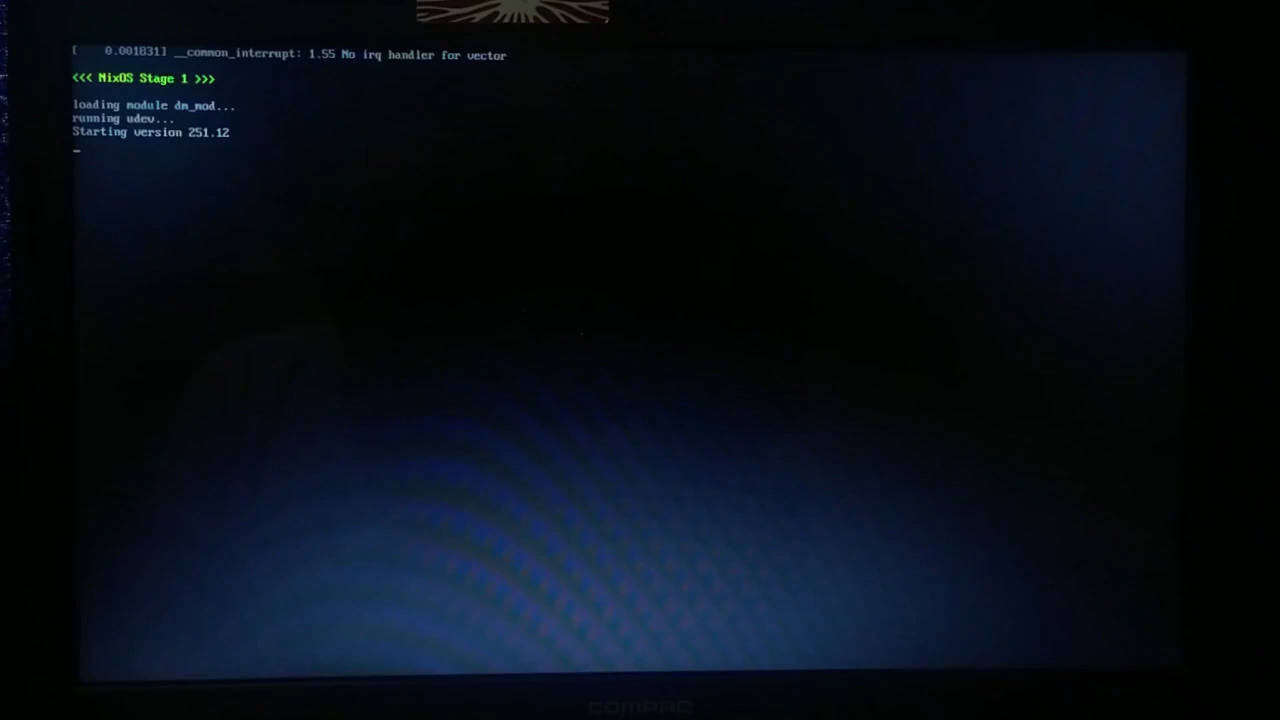 [    0.001831] __common_interrupt: 1.55 No irq handler for vector
<<< NixOS Stage 1 >>>
loading module dm_mod...
running udev...
Starting version 251.12
COMPAQ